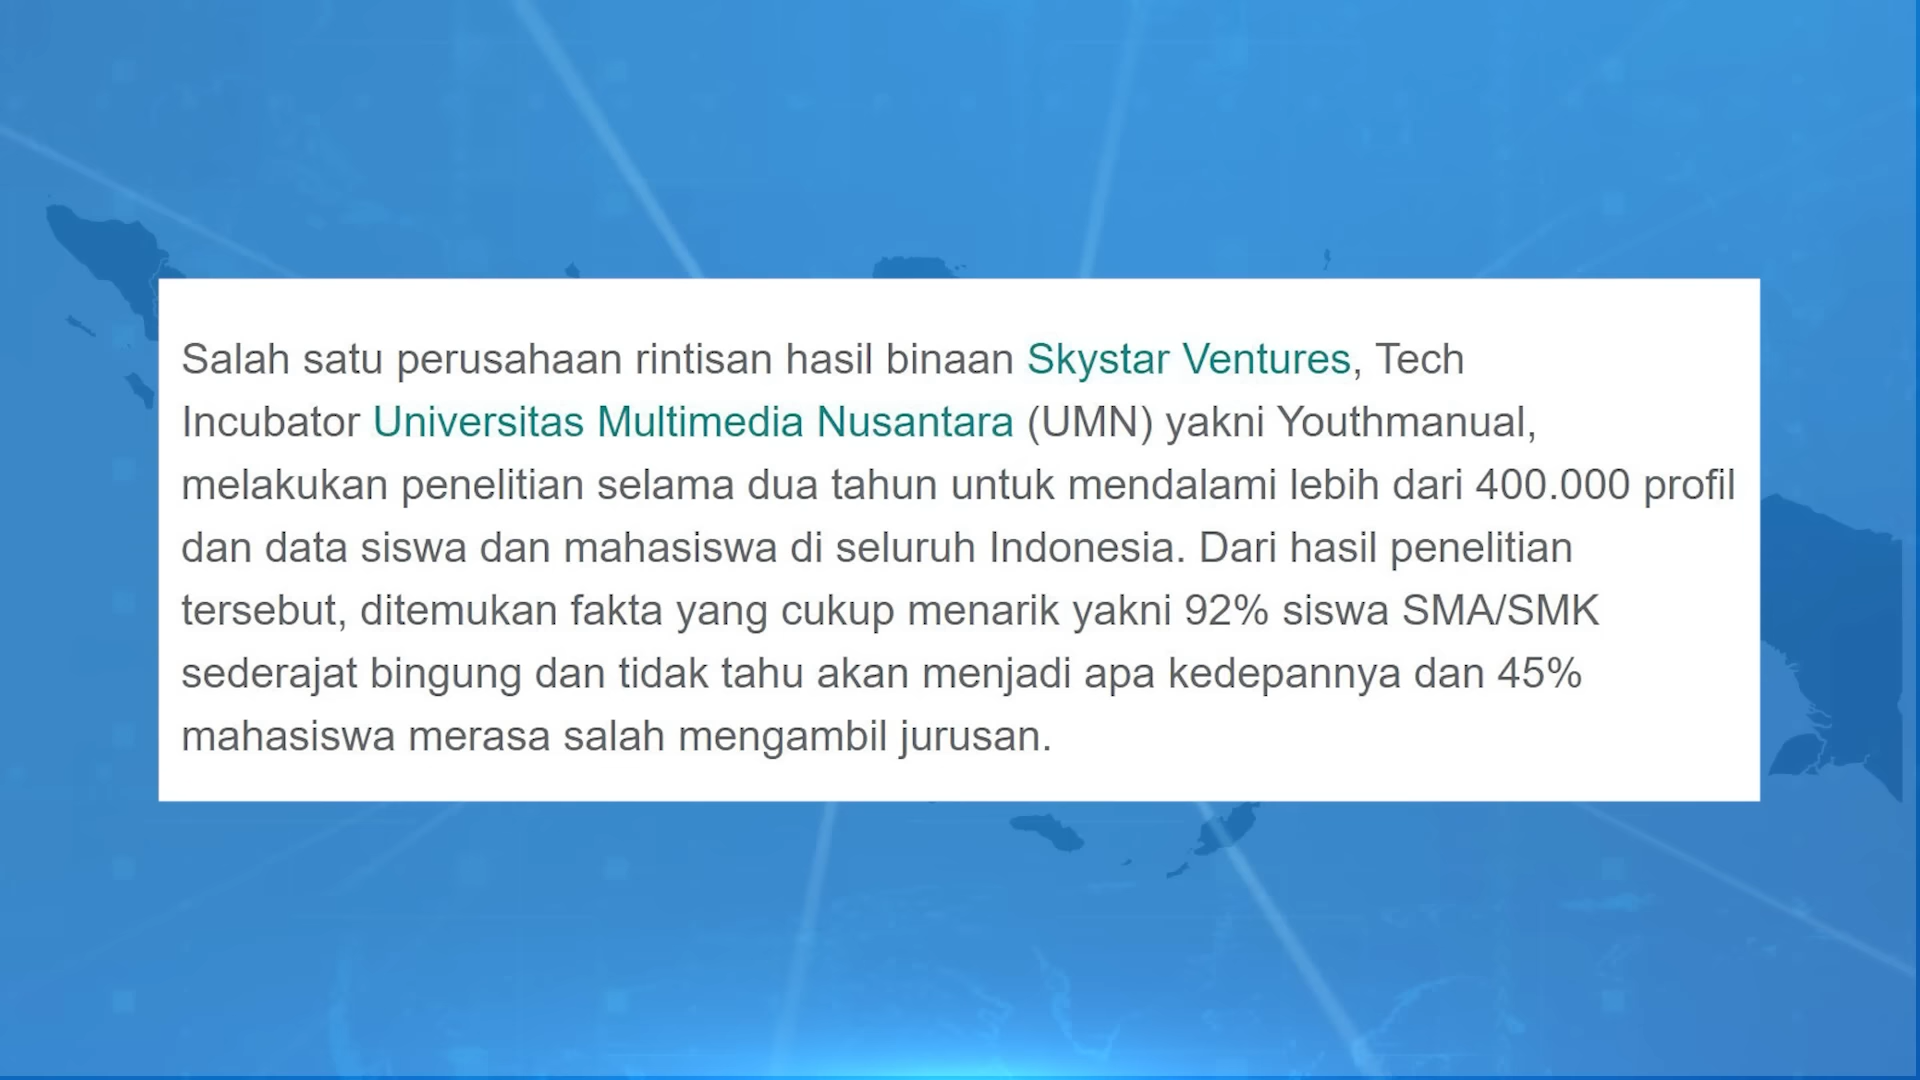 Salah satu perusahaan rintisan hasil binaan Skystar Ventures, Tech
Incubator Universitas Multimedia Nusantara (UMN) yakni Youthmanual,
melakukan penelitian selama dua tahun untuk mendalami lebih dari 400.000 profil
dan data siswa dan mahasiswa di seluruh Indonesia. Dari hasil penelitian
tersebut, ditemukan fakta yang cukup menarik yakni 92% siswa SMA/SMK
sederajat bingung dan tidak tahu akan menjadi apa kedepannya dan 45%
mahasiswa merasa salah mengambil jurusan.